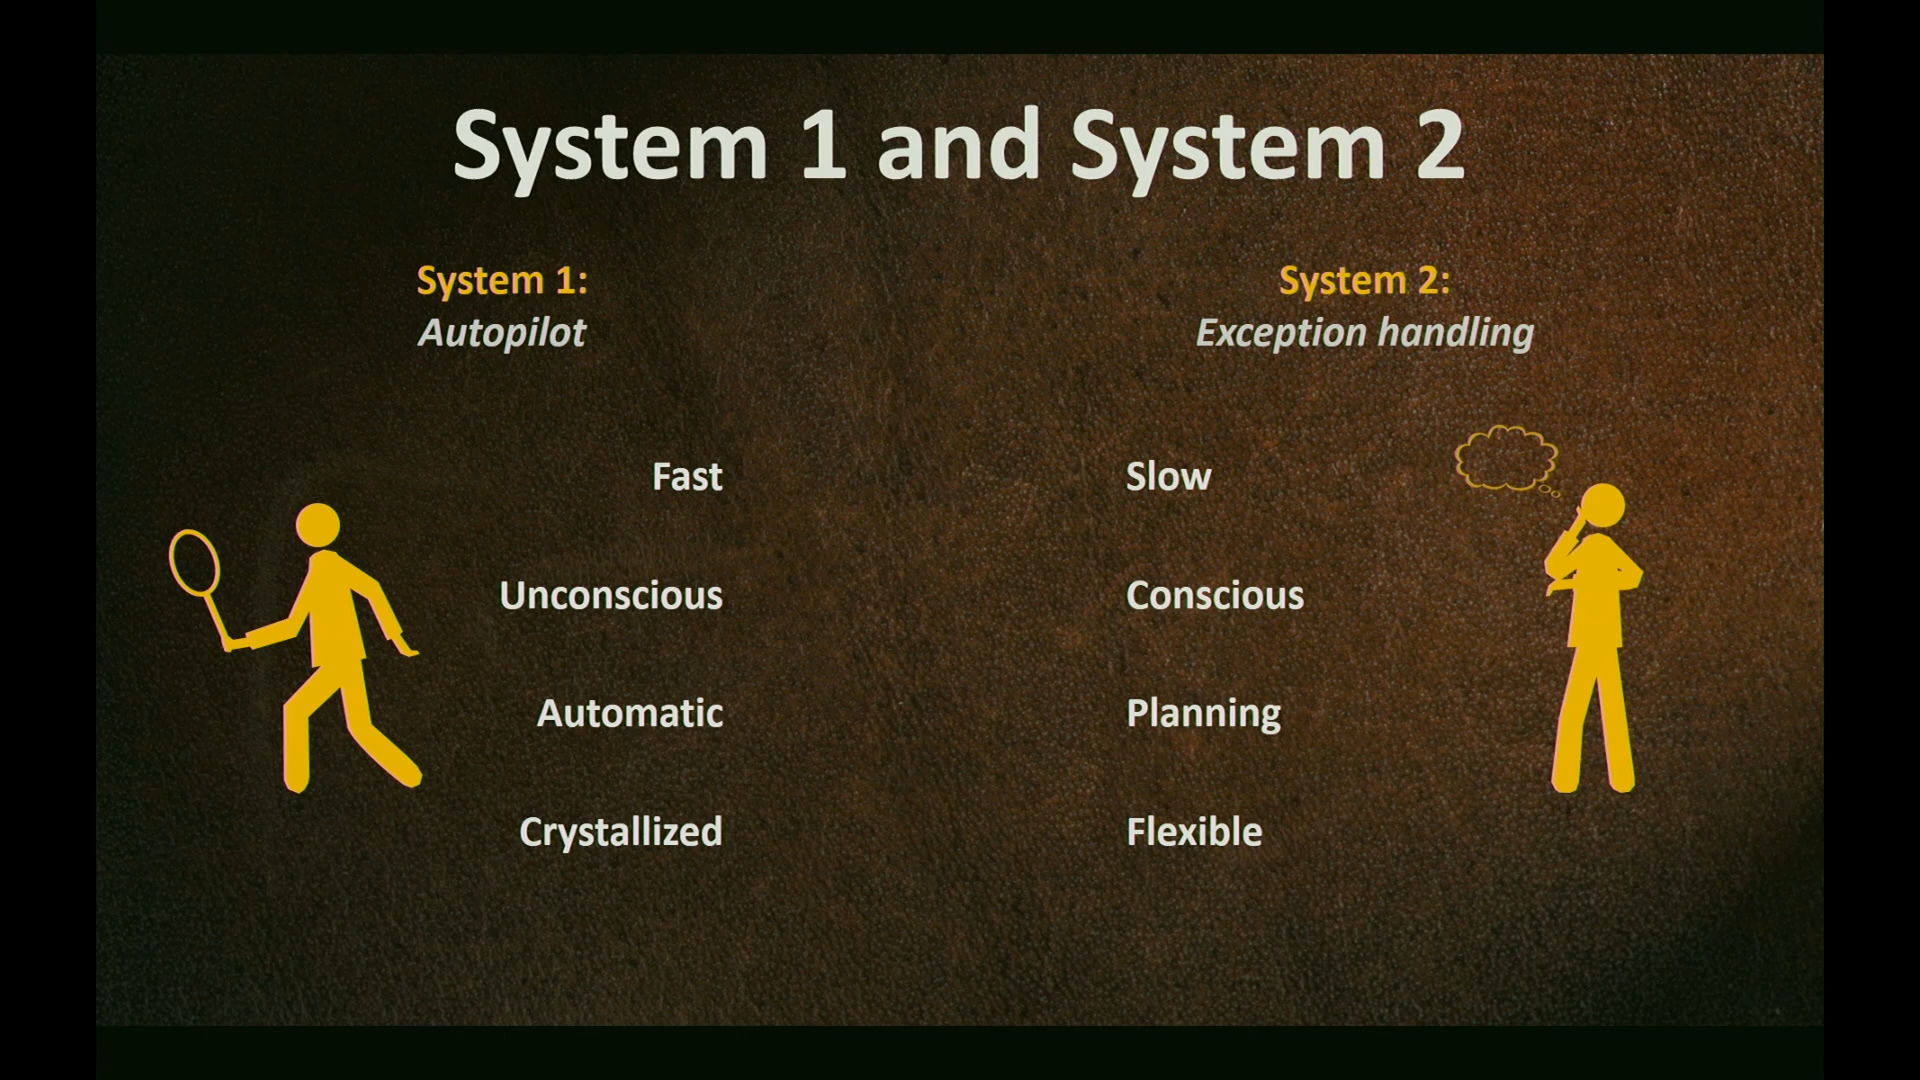 System 1 and System 2
System 1:
Autopilot
System 2:
Exception handling
Fast
Slow
Unconscious
Conscious
Automatic
Planning
Crystallized
Flexible